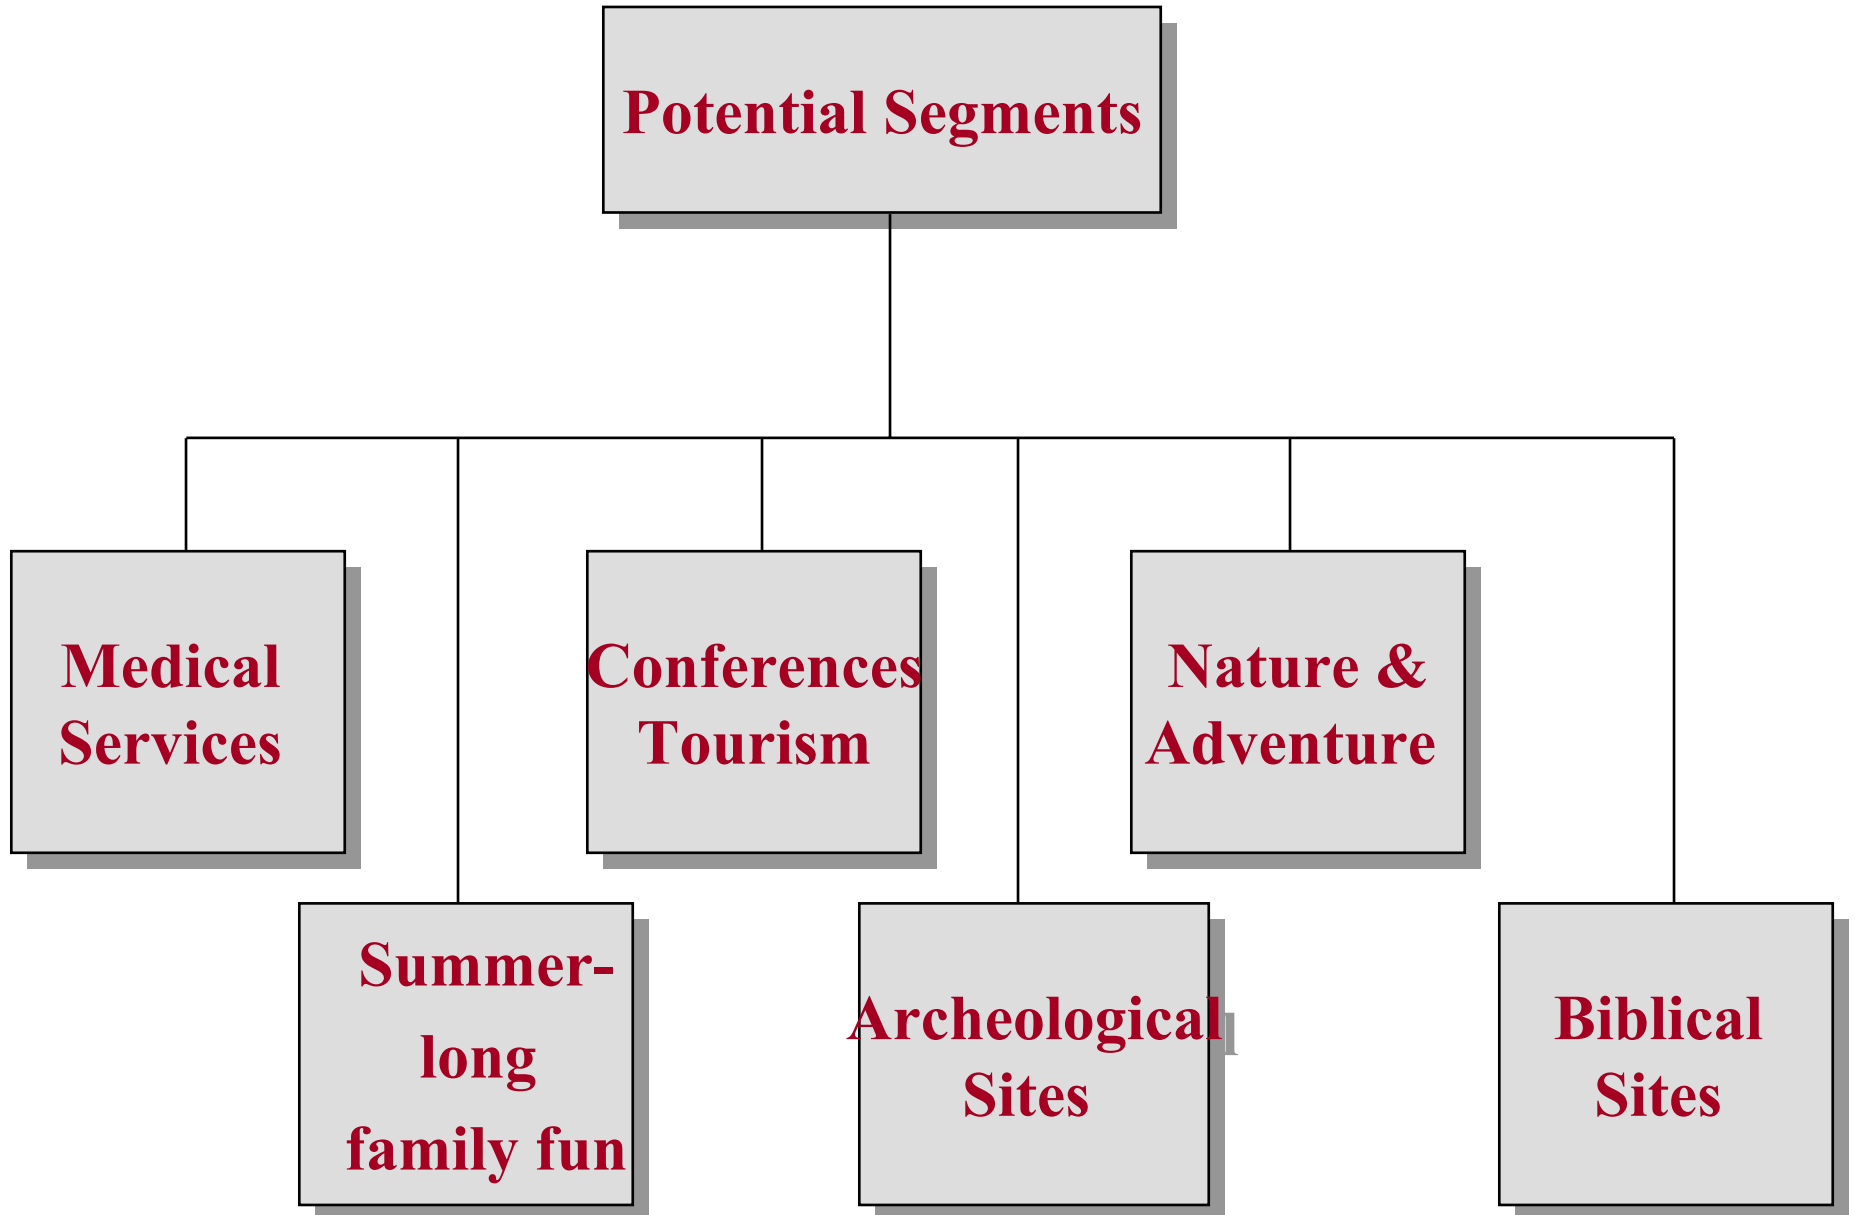 Potential Segments
Medical
Services
Conferences
Tourism
Nature &
Adventure
Summer-
long
family fun
Archeological
Sites
Biblical
Sites